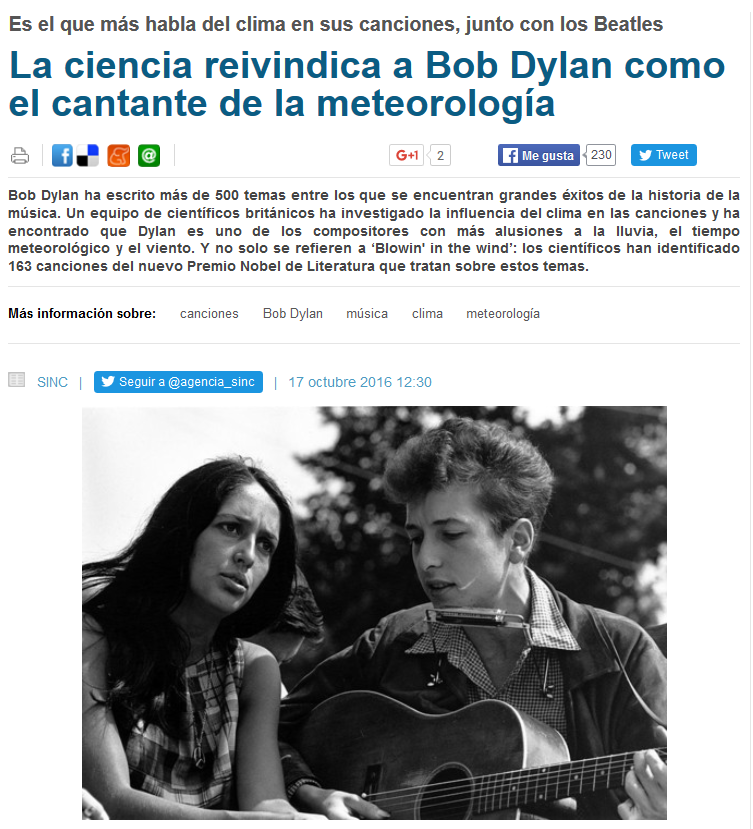 Es el que más habla del clima en sus canciones, junto con los Beatles
La ciencia reivindica a Bob Dylan como
el cantante de la meteorología
G+1 2 Me gusta 230 Tweet
Bob Dylan ha escrito más de 500 temas entre los que se encuentran grandes éxitos de la historia de la
música. Un equipo de científicos británicos ha investigado la influencia del clima en las canciones y ha
encontrado que Dylan es uno de los compositores con más alusiones a la lluvia, el tiempo
meteorológico y el viento. Y no solo se refieren a ‘Blowin' in the wind’: los científicos han identificado
163 canciones del nuevo Premio Nobel de Literatura que tratan sobre estos temas.
Más información sobre: canciones Bob Dylan música clima meteorología
SINC | Seguir a @agencia_sinc | 17 octubre 2016 12:30